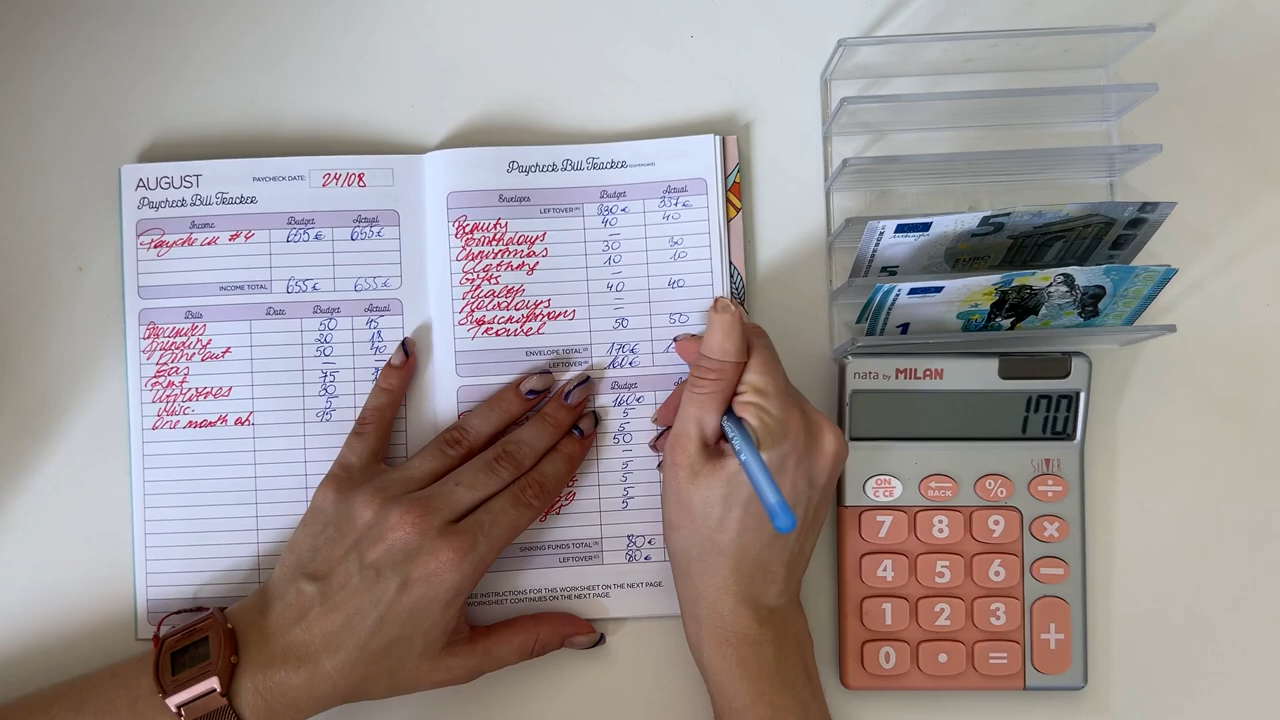 AUGUST
PAYCHECK DATE: 24/08
Paycheck Bill Tracker
Income Budget Actual
Paycheck #4 655€ 655€
INCOME TOTAL 655€ 655€
Bills Date Budget Actual
Groceries 50 45
Spending 20 18
Dine out 50 40
Gas –
Rent 75
Utilities 30
Misc. 5
One month ah. 95
Paycheck Bill Tracker (continued)
Envelopes Budget Actual
LEFTOVER (A) 330€ 337€
Beauty 40 40
Birthdays –
Christmas 30 30
Clothing 10 10
Gifts –
Health 40 40
Holidays –
Subscriptions –
Travel 50 50
ENVELOPE TOTAL (2) 170€
LEFTOVER (B) 160€
Budget
160€
5
5
50
–
5
5
5
5
SINKING FUNDS TOTAL (3) 80€
LEFTOVER (C) 80€
SEE INSTRUCTIONS FOR THIS WORKSHEET ON THE NEXT PAGE.
WORKSHEET CONTINUES ON THE NEXT PAGE.
5
EURO
5
1
nata by MILAN
170.
SILVER
ON
C CE
BACK
% ÷
7 8 9 ×
4 5 6 −
1 2 3 +
0 • =